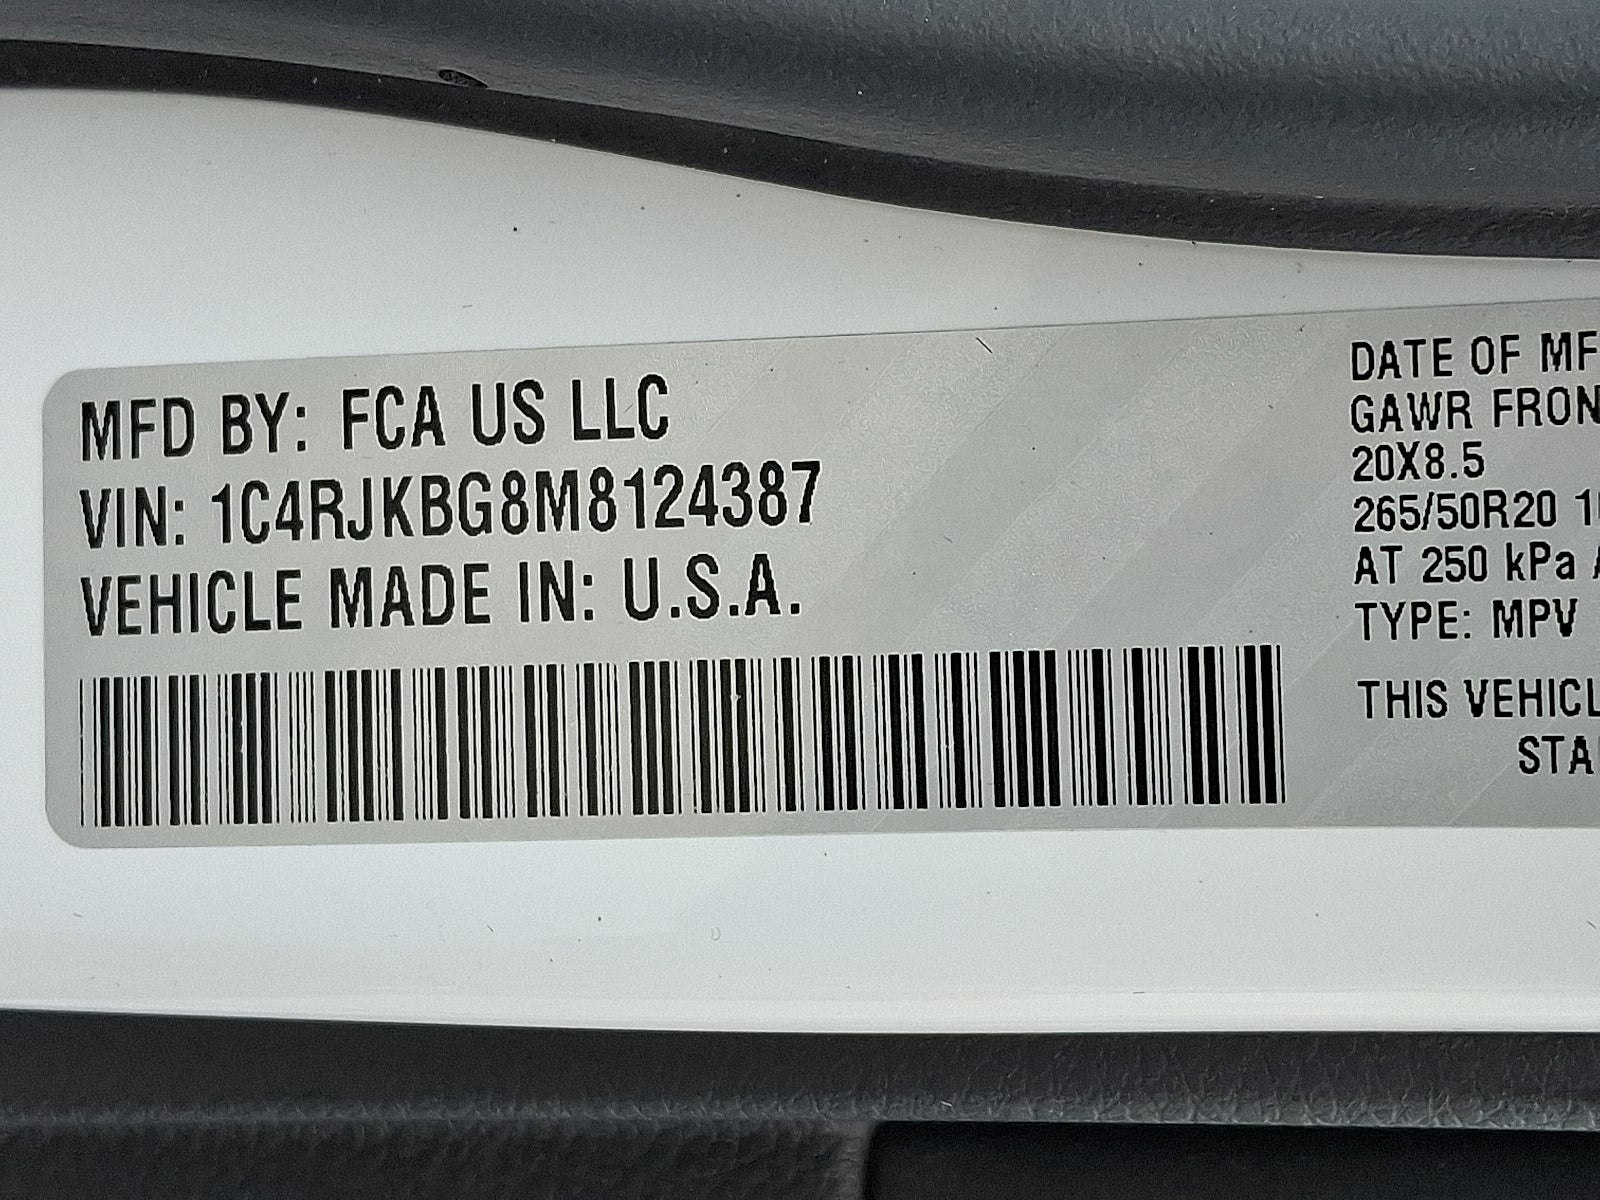 MFD BY: FCA US LLC
VIN: 1C4RJKBG8M8124387
VEHICLE MADE IN: U.S.A.
DATE OF MF
GAWR FRON
20X8.5
265/50R20 1
AT 250 kPa
TYPE: MPV
THIS VEHICL
STA